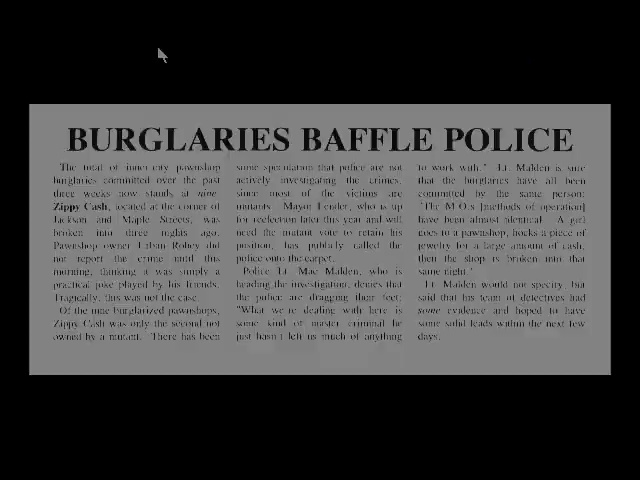 BURGLARIES BAFFLE POLICE
The total of inner-city pawnshop
burglaries committed over the past
three weeks now stands at nine.
Zippy Cash, located at the corner of
Jackson and Maple Streets, was
broken into three nights ago.
Pawnshop owner Urban Robey did
not report the crime until this
morning, thinking it was simply a
practical joke played by his friends.
Tragically, this was not the case.
Of the nine burglarized pawnshops,
Zippy Cash was only the second not
owned by a mutant. There has been
some speculation that police are not
actively investigating the crimes,
since most of the victims are
mutants. Mayor Lender, who is up
for reelection later this year and will
need the mutant vote to retain his
position, has publicly called the
police onto the carpet.
Police Lt. Mac Malden, who is
heading the investigation, denies that
the police are dragging their feet:
"What we're dealing with here is
some kind of master criminal he
just hasn't left us much of anything
to work with." Lt. Malden is sure
that the burglaries have all been
committed by the same person:
"The M.O.s [methods of operation]
have been almost identical. A girl
goes to a pawnshop, hocks a piece of
jewelry for a large amount of cash,
then the shop is broken into that
same night."
Lt. Malden would not specify, but
said that his team of detectives had
some evidence and hoped to have
some solid leads within the next few
days.